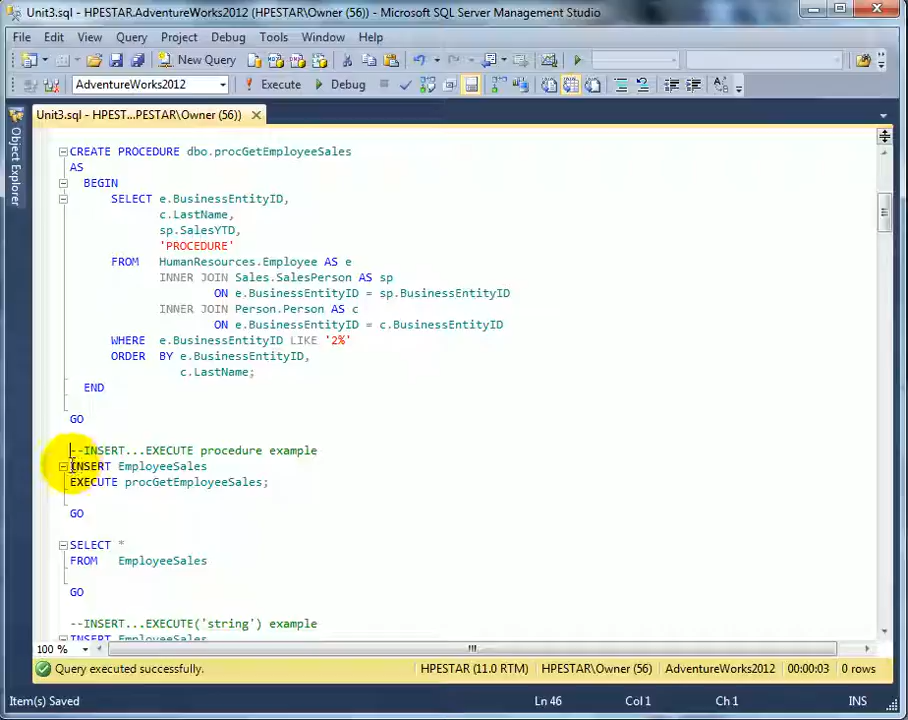 Unit3.sql - HPESTAR.AdventureWorks2012 (HPESTAR\Owner (56)) - Microsoft SQL Server Management Studio
File Edit View Query Project Debug Tools Window Help
New Query
AdventureWorks2012 Execute Debug
Unit3.sql - HPEST...PESTAR\Owner (56))
Object Explorer
CREATE PROCEDURE dbo.procGetEmployeeSales
AS
BEGIN
SELECT e.BusinessEntityID,
c.LastName,
sp.SalesYTD,
'PROCEDURE'
FROM HumanResources.Employee AS e
INNER JOIN Sales.SalesPerson AS sp
ON e.BusinessEntityID = sp.BusinessEntityID
INNER JOIN Person.Person AS c
ON e.BusinessEntityID = c.BusinessEntityID
WHERE e.BusinessEntityID LIKE '2%'
ORDER BY e.BusinessEntityID,
c.LastName;
END
GO
--INSERT...EXECUTE procedure example
INSERT EmployeeSales
EXECUTE procGetEmployeeSales;
GO
SELECT *
FROM EmployeeSales
GO
--INSERT...EXECUTE('string') example
INSERT EmployeeSales
100 %
Query executed successfully. HPESTAR (11.0 RTM) HPESTAR\Owner (56) AdventureWorks2012 00:00:03 0 rows
Item(s) Saved Ln 46 Col 1 Ch 1 INS